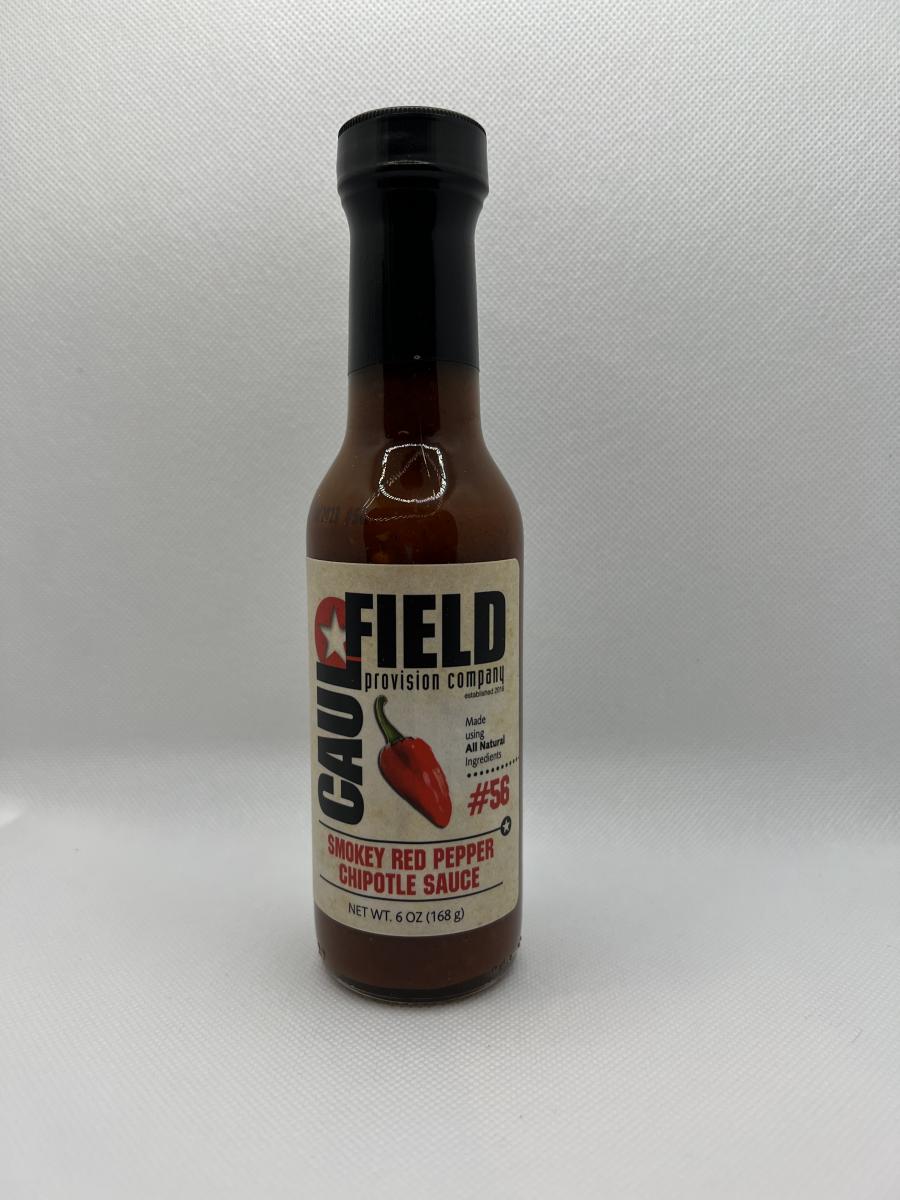 CAUL
FIELD
provision company
established 2016
Made
using
All Natural
Ingredients
#56
SMOKEY RED PEPPER
CHIPOTLE SAUCE
NET WT. 6 OZ (168 g)